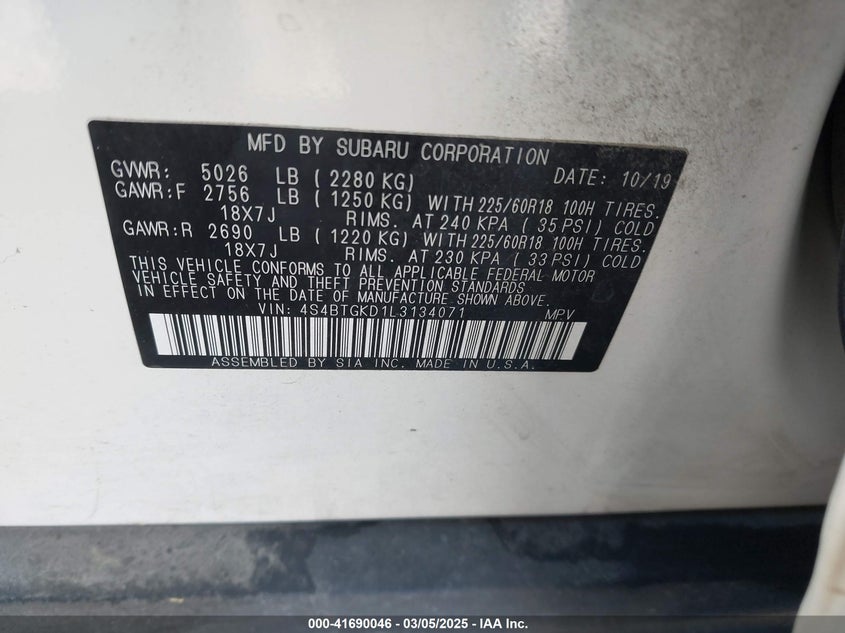 MFD BY SUBARU CORPORATION
GVWR: 5026 LB ( 2280 KG) DATE: 10/19
GAWR:F 2756 LB ( 1250 KG) WITH 225/60R18 100H TIRES.
18X7J RIMS. AT 240 KPA ( 35 PSI) COLD
GAWR:R 2690 LB ( 1220 KG) WITH 225/60R18 100H TIRES.
18X7J RIMS. AT 230 KPA ( 33 PSI) COLD
THIS VEHICLE CONFORMS TO ALL APPLICABLE FEDERAL MOTOR
VEHICLE SAFETY AND THEFT PREVENTION STANDARDS
IN EFFECT ON THE DATE OF MANUFACTURE SHOWN ABOVE.
VIN: 4S4BTGKD1L3134071 MPV
ASSEMBLED BY SIA INC. MADE IN U.S.A.
000-41690046 — 03/05/2025 — IAA Inc.